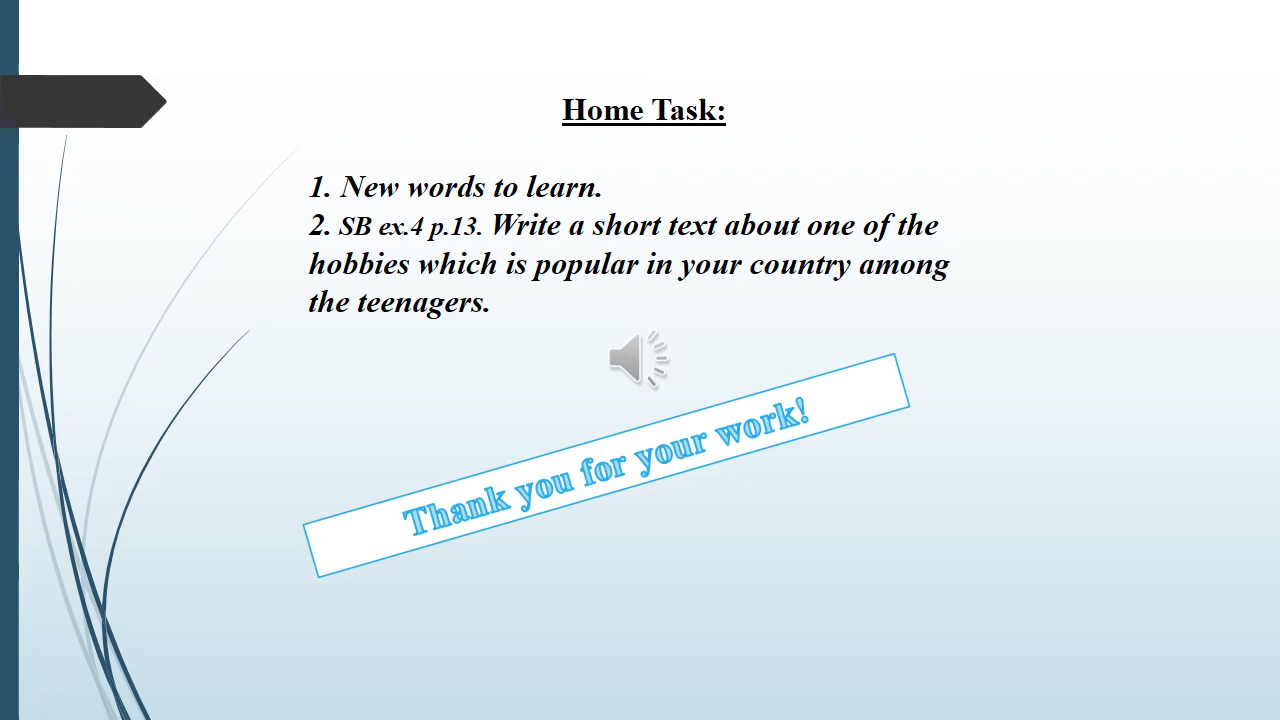 Home Task:
1. New words to learn.
2. SB ex.4 p.13. Write a short text about one of the
hobbies which is popular in your country among
the teenagers.
Thank you for your work!